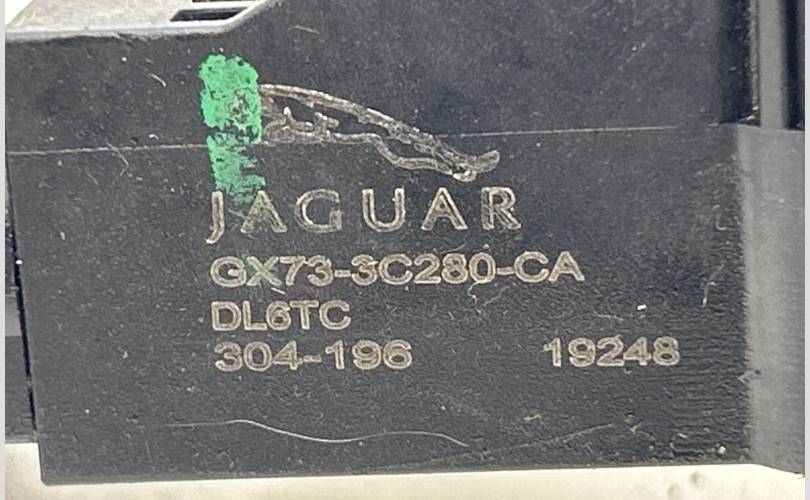 JAGUAR
GX73-3C280-CA
DL6TC
304-196 19248